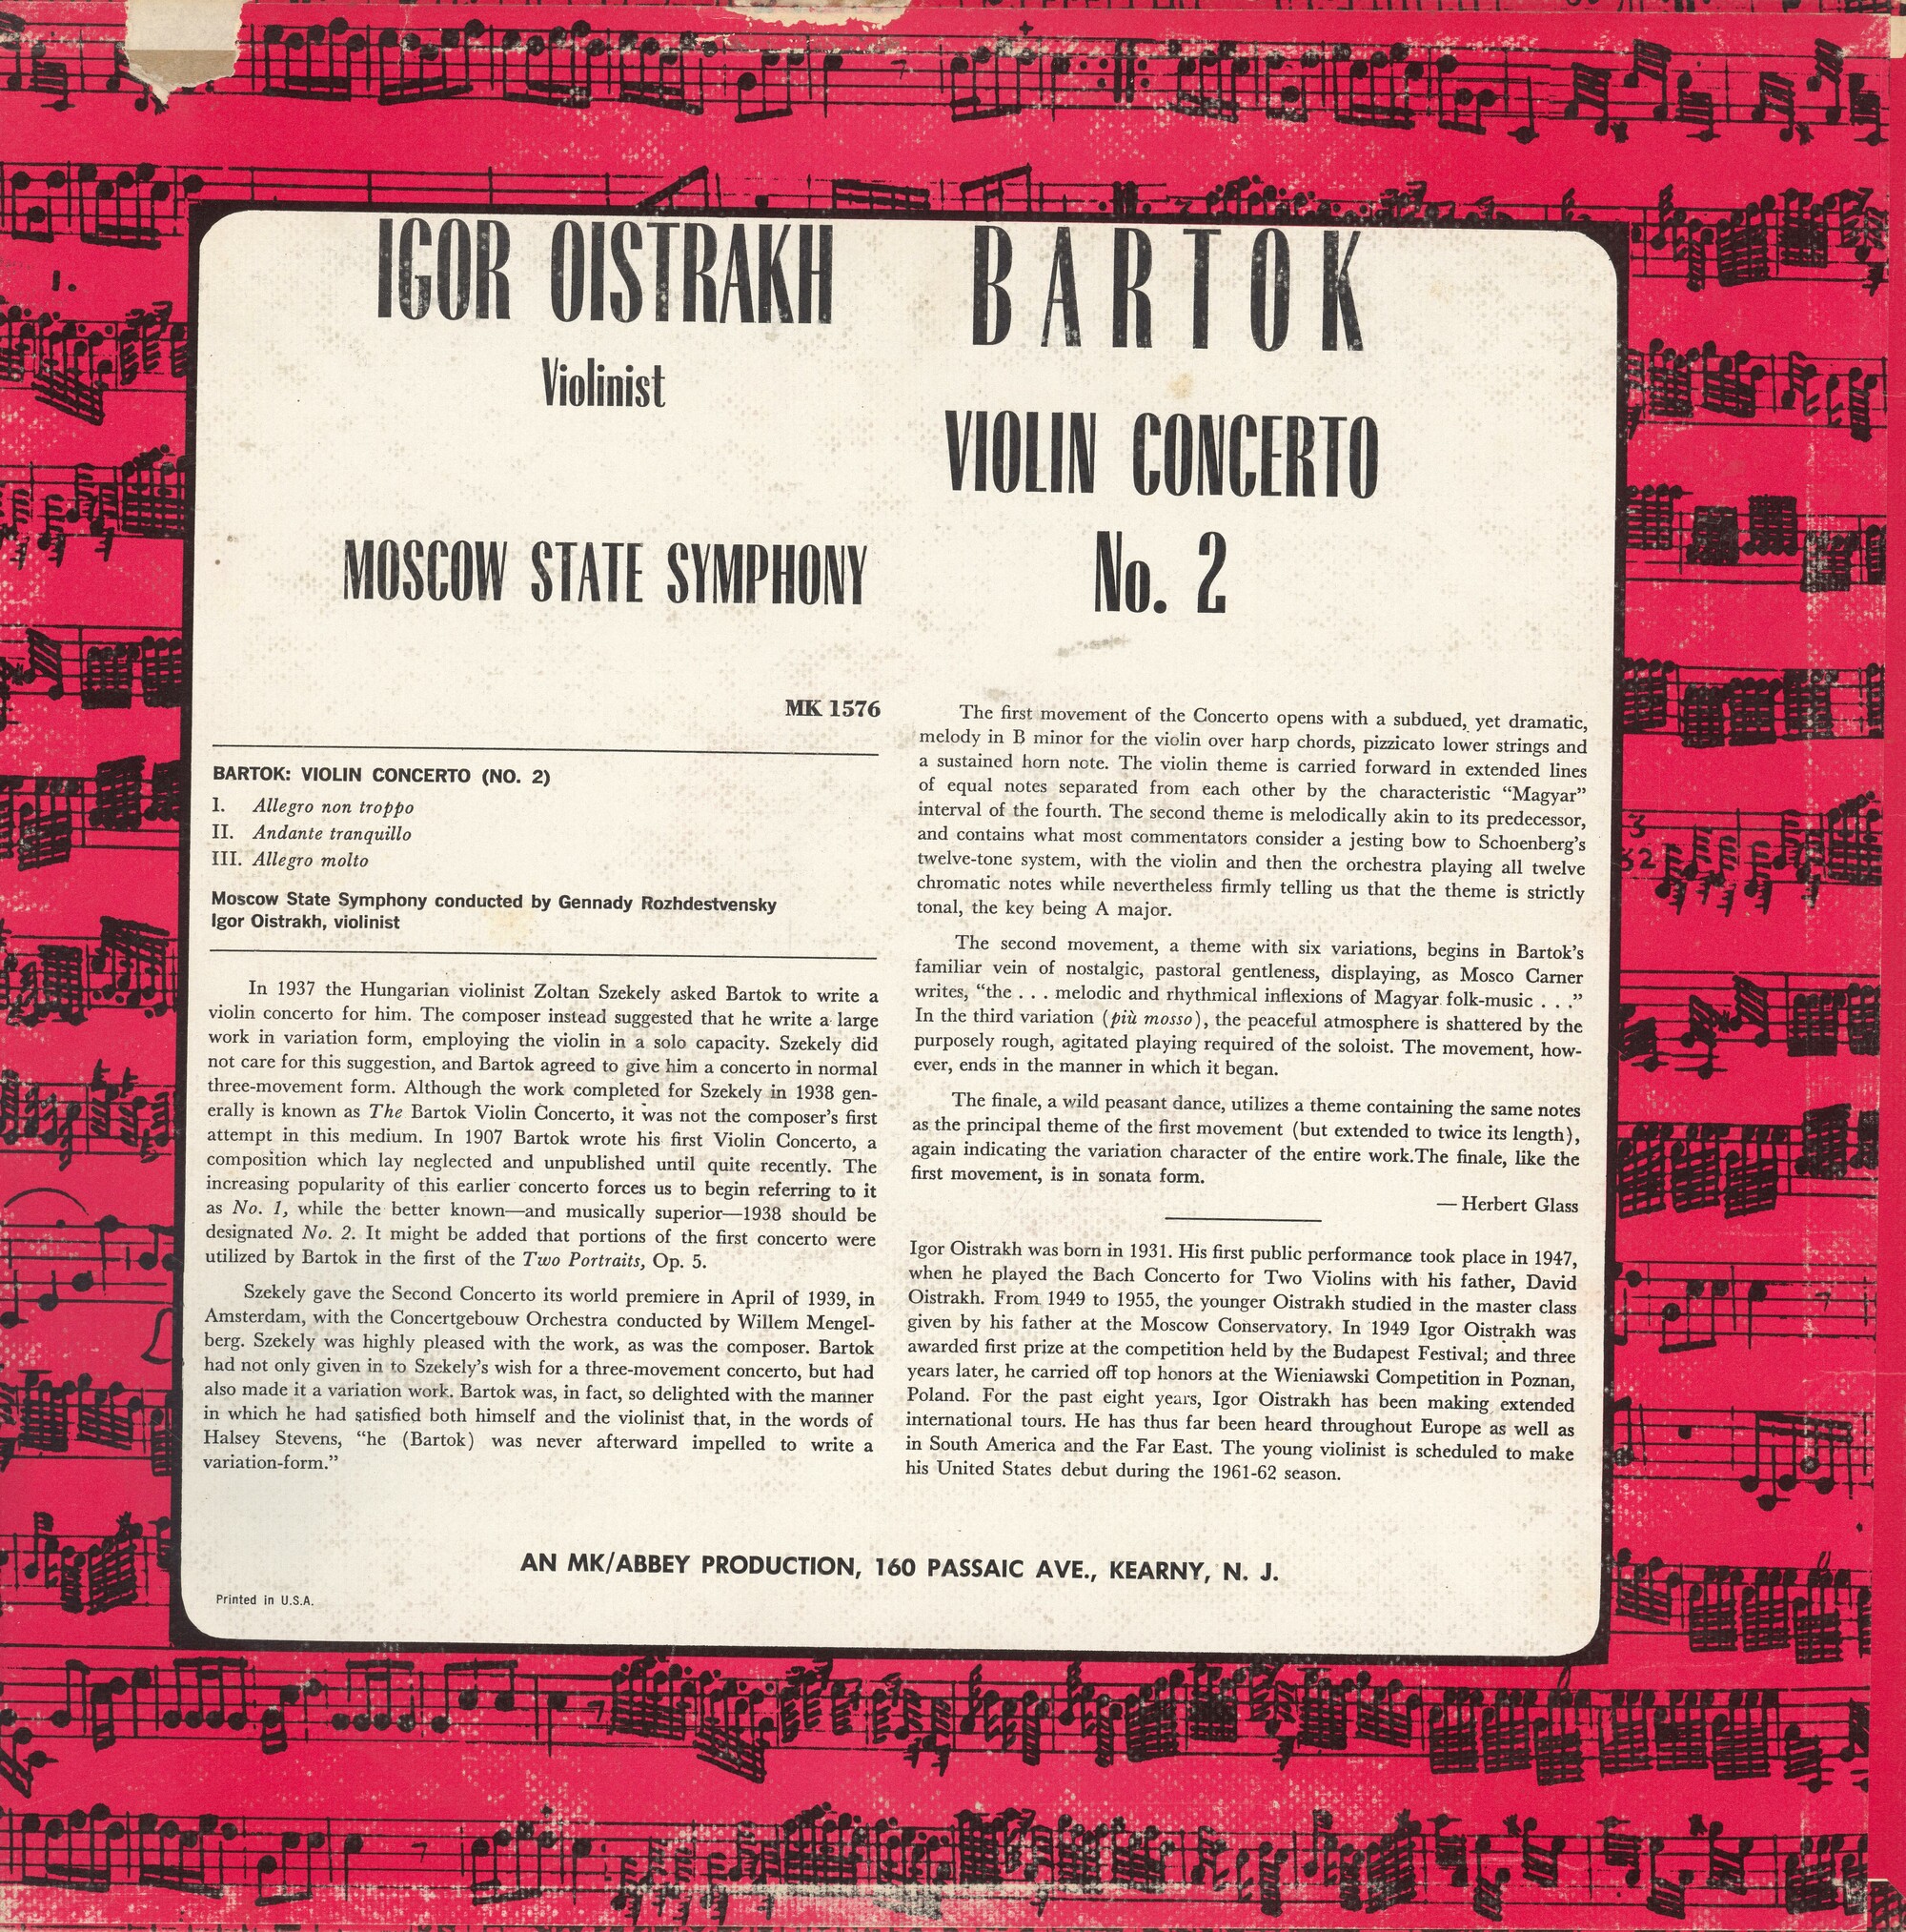 IGOR OISTRAKH
Violinist
MOSCOW STATE SYMPHONY
BARTOK
VIOLIN CONCERTO
No. 2
MK 1576
BARTOK: VIOLIN CONCERTO (NO. 2)
I. Allegro non troppo
II. Andante tranquillo
III. Allegro molto
Moscow State Symphony conducted by Gennady Rozhdestvensky
Igor Oistrakh, violinist
In 1937 the Hungarian violinist Zoltan Szekely asked Bartok to write a
violin concerto for him. The composer instead suggested that he write a large
work in variation form, employing the violin in a solo capacity. Szekely did
not care for this suggestion, and Bartok agreed to give him a concerto in normal
three-movement form. Although the work completed for Szekely in 1938 gen-
erally is known as The Bartok Violin Concerto, it was not the composer's first
attempt in this medium. In 1907 Bartok wrote his first Violin Concerto, a
composition which lay neglected and unpublished until quite recently. The
increasing popularity of this earlier concerto forces us to begin referring to it
as No. 1, while the better known—and musically superior—1938 should be
designated No. 2. It might be added that portions of the first concerto were
utilized by Bartok in the first of the Two Portraits, Op. 5.
Szekely gave the Second Concerto its world premiere in April of 1939, in
Amsterdam, with the Concertgebouw Orchestra conducted by Willem Mengel-
berg. Szekely was highly pleased with the work, as was the composer. Bartok
had not only given in to Szekely's wish for a three-movement concerto, but had
also made it a variation work. Bartok was, in fact, so delighted with the manner
in which he had satisfied both himself and the violinist that, in the words of
Halsey Stevens, “he (Bartok) was never afterward impelled to write a
variation-form.”
The first movement of the Concerto opens with a subdued, yet dramatic,
melody in B minor for the violin over harp chords, pizzicato lower strings and
a sustained horn note. The violin theme is carried forward in extended lines
of equal notes separated from each other by the characteristic “Magyar”
interval of the fourth. The second theme is melodically akin to its predecessor,
and contains what most commentators consider a jesting bow to Schoenberg's
twelve-tone system, with the violin and then the orchestra playing all twelve
chromatic notes while nevertheless firmly telling us that the theme is strictly
tonal, the key being A major.
The second movement, a theme with six variations, begins in Bartok's
familiar vein of nostalgic, pastoral gentleness, displaying, as Mosco Carner
writes, “the . . . melodic and rhythmical inflexions of Magyar folk-music . . .”
In the third variation (più mosso), the peaceful atmosphere is shattered by the
purposely rough, agitated playing required of the soloist. The movement, how-
ever, ends in the manner in which it began.
The finale, a wild peasant dance, utilizes a theme containing the same notes
as the principal theme of the first movement (but extended to twice its length),
again indicating the variation character of the entire work.The finale, like the
first movement, is in sonata form.
— Herbert Glass
Igor Oistrakh was born in 1931. His first public performance took place in 1947,
when he played the Bach Concerto for Two Violins with his father, David
Oistrakh. From 1949 to 1955, the younger Oistrakh studied in the master class
given by his father at the Moscow Conservatory. In 1949 Igor Oistrakh was
awarded first prize at the competition held by the Budapest Festival; and three
years later, he carried off top honors at the Wieniawski Competition in Poznan,
Poland. For the past eight years, Igor Oistrakh has been making extended
international tours. He has thus far been heard throughout Europe as well as
in South America and the Far East. The young violinist is scheduled to make
his United States debut during the 1961-62 season.
AN MK/ABBEY PRODUCTION, 160 PASSAIC AVE., KEARNY, N. J.
Printed in U.S.A.